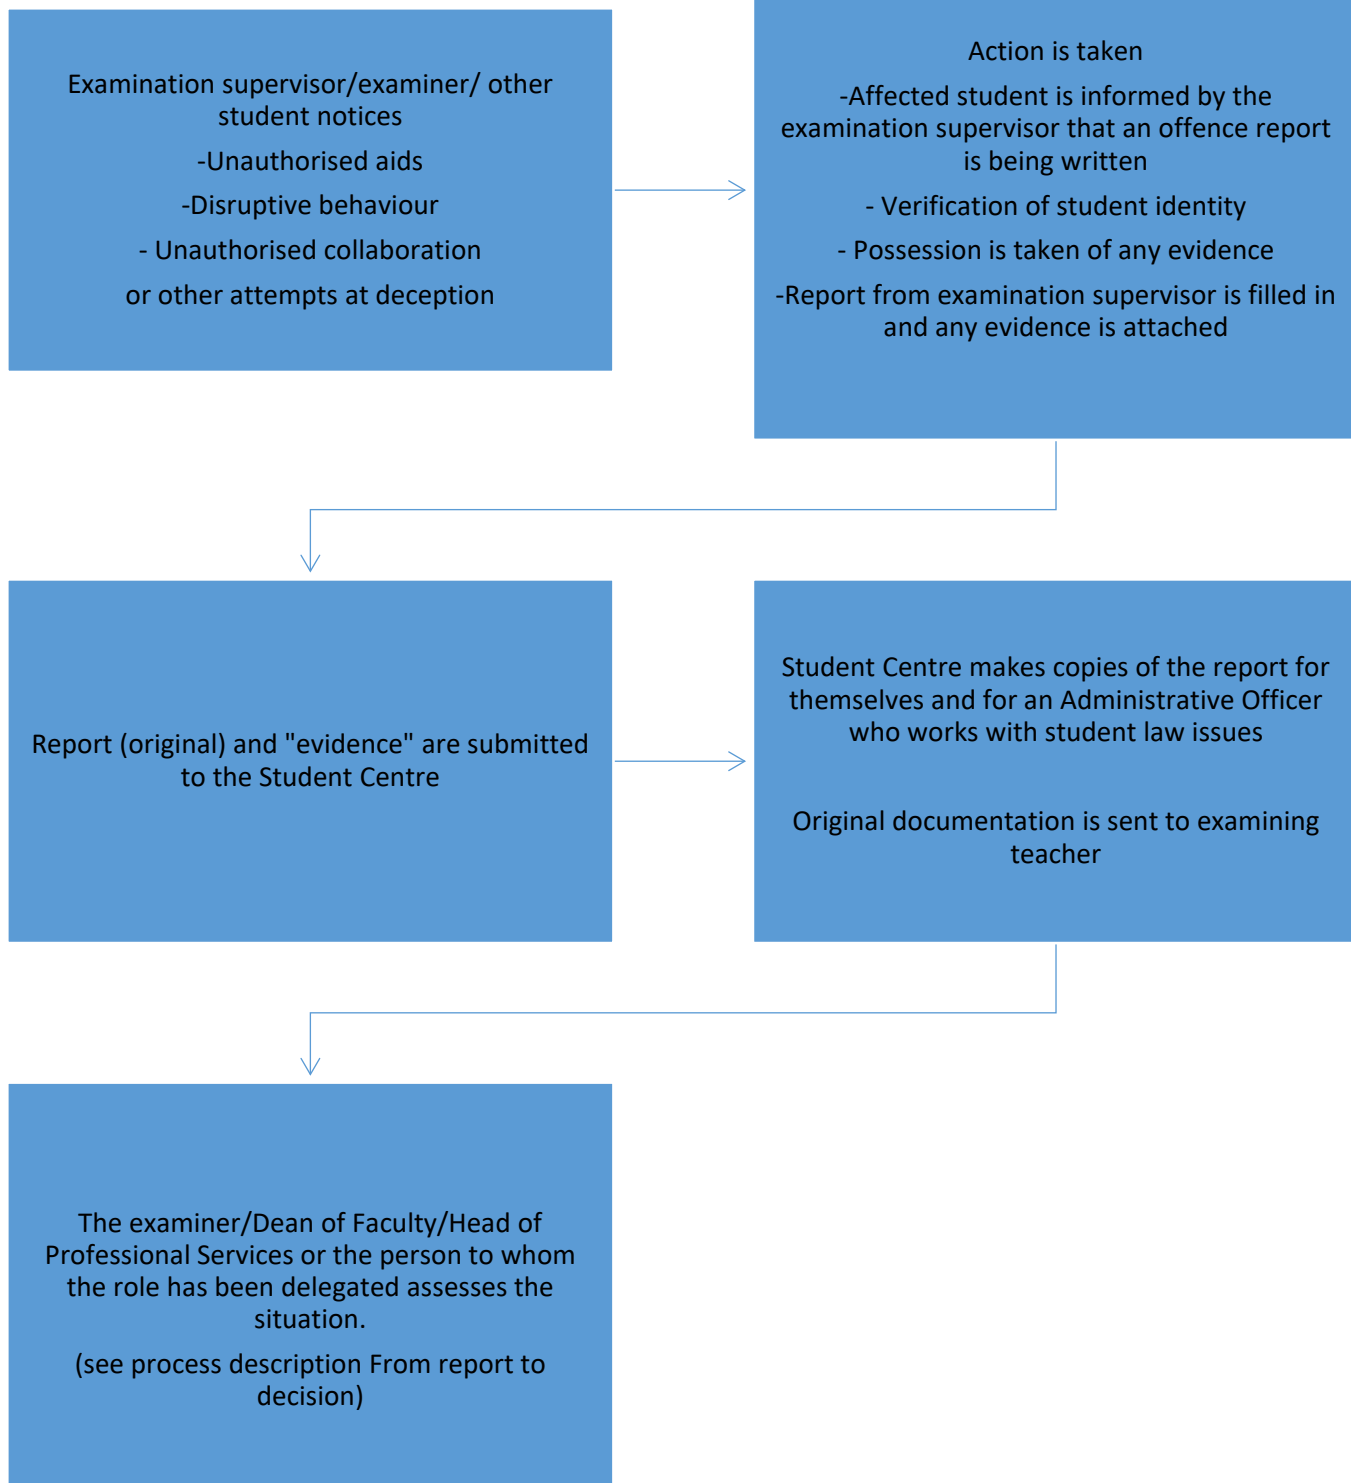 Examination supervisor/examiner/ other
student notices
-Unauthorised aids
-Disruptive behaviour
- Unauthorised collaboration
or other attempts at deception
Action is taken
-Affected student is informed by the
examination supervisor that an offence report
is being written
- Verification of student identity
- Possession is taken of any evidence
-Report from examination supervisor is filled in
and any evidence is attached
Report (original) and "evidence" are submitted
to the Student Centre
Student Centre makes copies of the report for
themselves and for an Administrative Officer
who works with student law issues
Original documentation is sent to examining
teacher
The examiner/Dean of Faculty/Head of
Professional Services or the person to whom
the role has been delegated assesses the
situation.
(see process description From report to
decision)